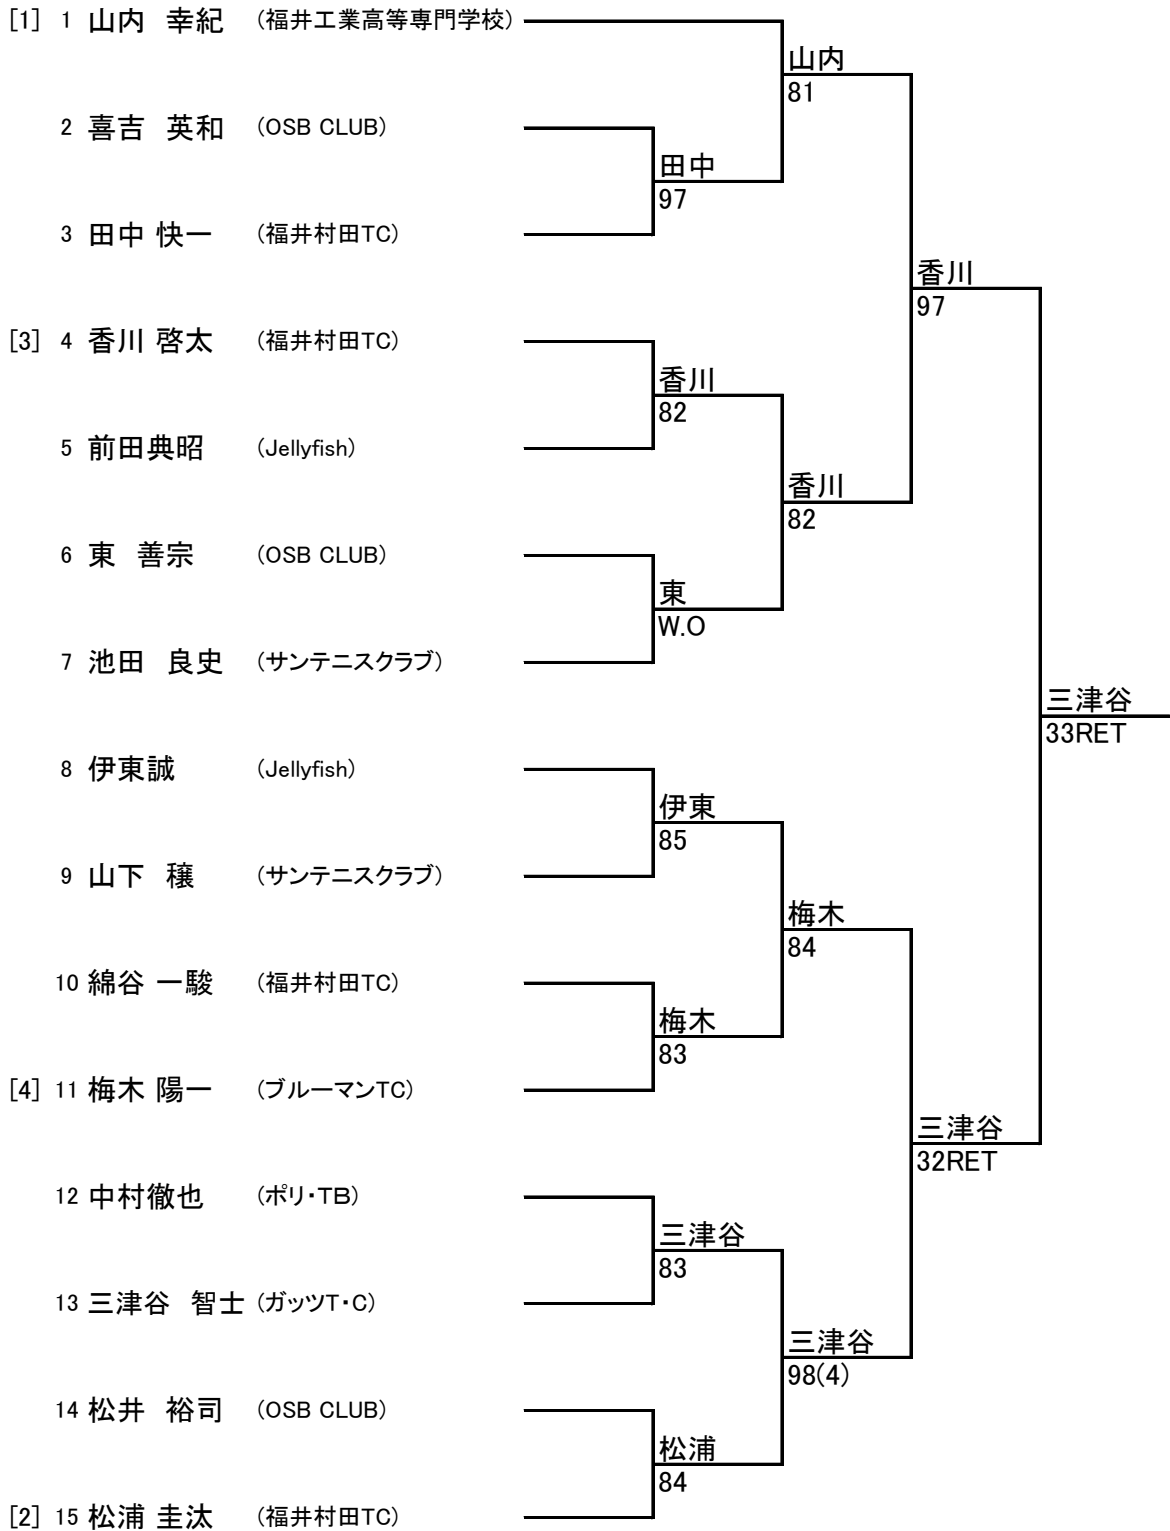 [1] 1 山内 幸紀 (福井工業高等専門学校)
山内
81
2 喜吉 英和 (OSB CLUB)
田中
97
3 田中 快一 (福井村田TC)
香川
97
[3] 4 香川 啓太 (福井村田TC)
香川
82
5 前田典昭 (Jellyfish)
香川
82
6 東 善宗 (OSB CLUB)
東
W.O
7 池田 良史 (サンテニスクラブ)
三津谷
33RET
8 伊東誠 (Jellyfish)
伊東
85
9 山下 穣 (サンテニスクラブ)
梅木
84
10 綿谷 一駿 (福井村田TC)
梅木
83
[4] 11 梅木 陽一 (ブルーマンTC)
三津谷
32RET
12 中村徹也 (ポリ・TB)
三津谷
83
13 三津谷 智士 (ガッツT・C)
三津谷
98(4)
14 松井 裕司 (OSB CLUB)
松浦
84
[2] 15 松浦 圭汰 (福井村田TC)